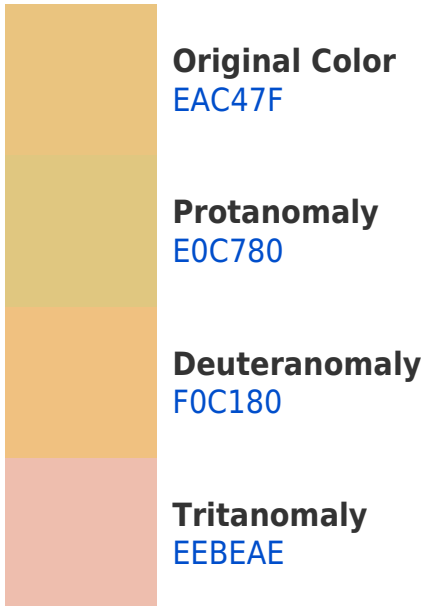 Original Color
EAC47F
Protanomaly
E0C780
Deuteranomaly
F0C180
Tritanomaly
EEBEAE